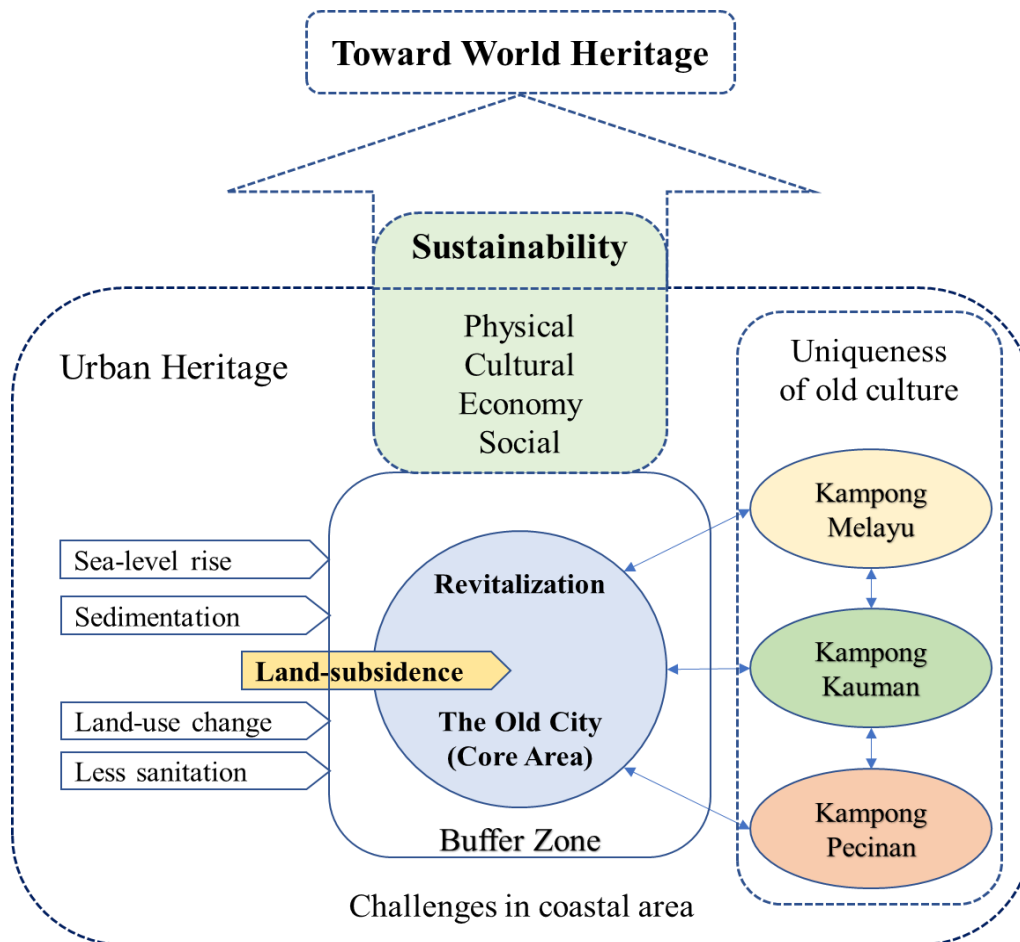 Toward World Heritage
Sustainability
Physical
Cultural
Economy
Social
Urban Heritage
Uniqueness
of old culture
Sea-level rise
Sedimentation
Land-subsidence
Land-use change
Less sanitation
Revitalization
The Old City
(Core Area)
Buffer Zone
Kampong
Melayu
Kampong
Kauman
Kampong
Pecinan
Challenges in coastal area